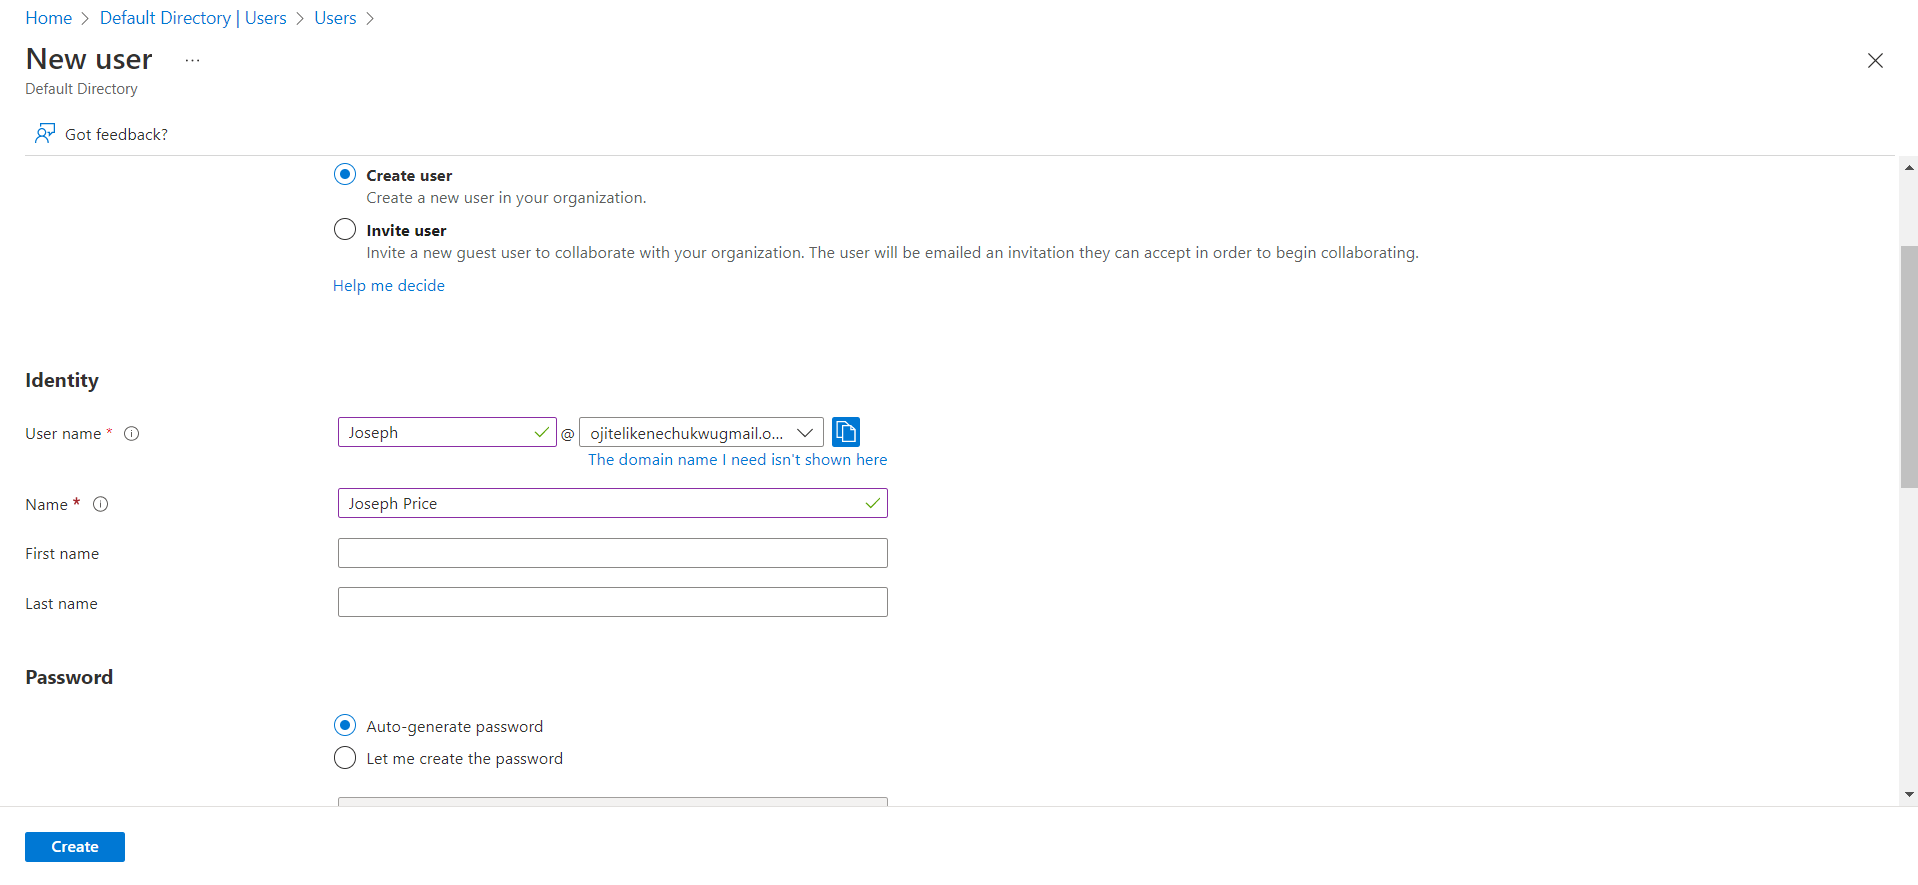 Home > Default Directory | Users > Users >
New user ...
Default Directory
Got feedback?
Create user
Create a new user in your organization.
Invite user
Invite a new guest user to collaborate with your organization. The user will be emailed an invitation they can accept in order to begin collaborating.
Help me decide
Identity
User name * Joseph @ ojitelikenechukwugmail.o...
The domain name I need isn't shown here
Name * Joseph Price
First name
Last name
Password
Auto-generate password
Let me create the password
Create